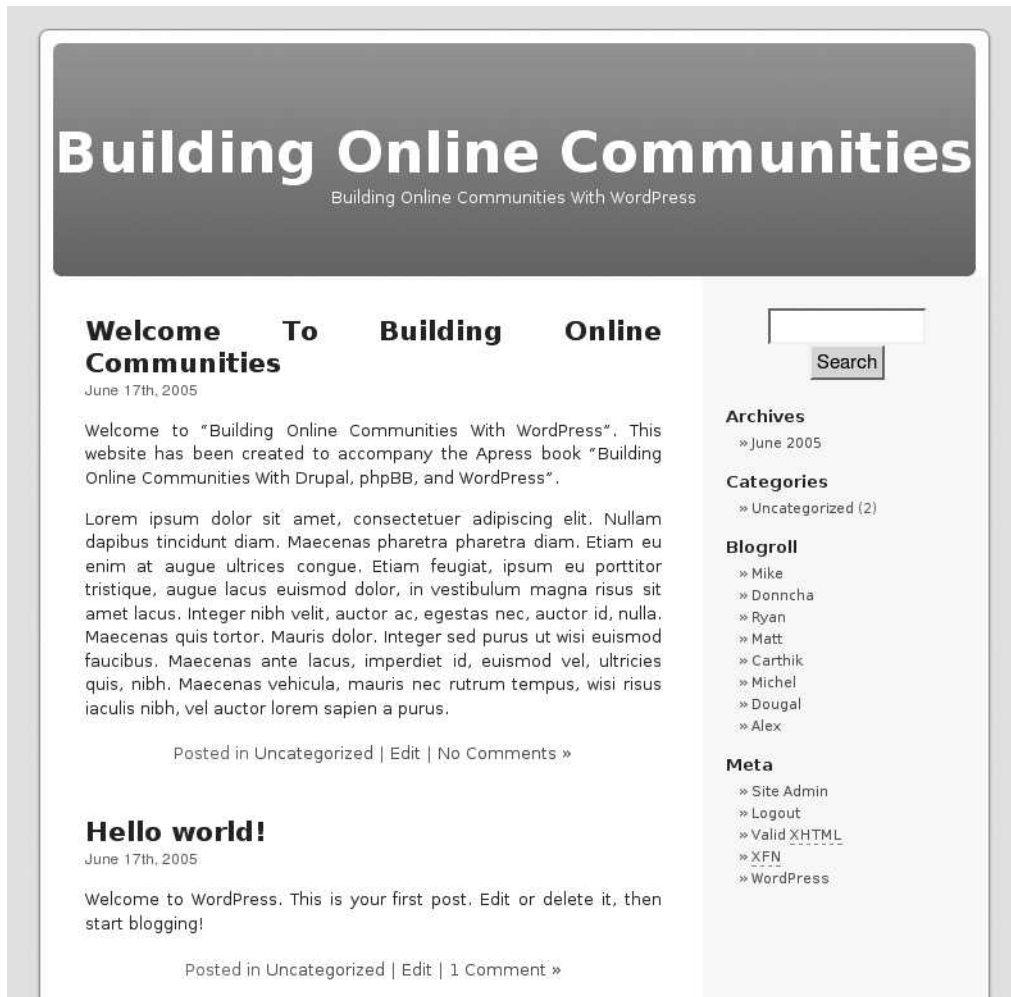 Building Online Communities
Building Online Communities With WordPress
Welcome To Building Online
Communities
June 17th, 2005
Welcome to “Building Online Communities With WordPress”. This
website has been created to accompany the Apress book “Building
Online Communities With Drupal, phpBB, and WordPress”.
Lorem ipsum dolor sit amet, consectetuer adipiscing elit. Nullam
dapibus tincidunt diam. Maecenas pharetra pharetra diam. Etiam eu
enim at augue ultrices congue. Etiam feugiat, ipsum eu porttitor
tristique, augue lacus euismod dolor, in vestibulum magna risus sit
amet lacus. Integer nibh velit, auctor ac, egestas nec, auctor id, nulla.
Maecenas quis tortor. Mauris dolor. Integer sed purus ut wisi euismod
faucibus. Maecenas ante lacus, imperdiet id, euismod vel, ultricies
quis, nibh. Maecenas vehicula, mauris nec rutrum tempus, wisi risus
iaculis nibh, vel auctor lorem sapien a purus.
Posted in Uncategorized | Edit | No Comments »
Hello world!
June 17th, 2005
Welcome to WordPress. This is your first post. Edit or delete it, then
start blogging!
Posted in Uncategorized | Edit | 1 Comment »
Search
Archives
» June 2005
Categories
» Uncategorized (2)
Blogroll
» Mike
» Donncha
» Ryan
» Matt
» Carthik
» Michel
» Dougal
» Alex
Meta
» Site Admin
» Logout
» Valid XHTML
» XFN
» WordPress